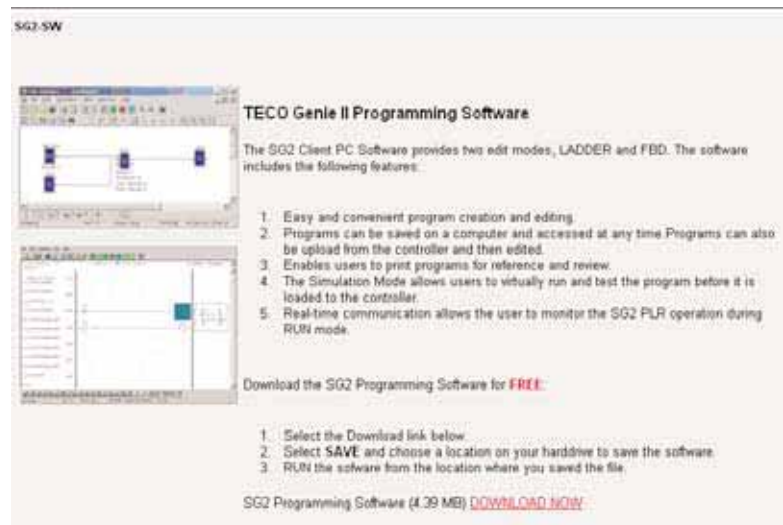 SG2-SW
TECO Genie II Programming Software
The SG2 Client PC Software provides two edit modes, LADDER and FBD. The software
includes the following features:
1. Easy and convenient program creation and editing.
2. Programs can be saved on a computer and accessed at any time Programs can also
be upload from the controller and then edited.
3. Enables users to print programs for reference and review.
4. The Simulation Mode allows users to virtually run and test the program before it is
loaded to the controller.
5. Real-time communication allows the user to monitor the SG2 PLR operation during
RUN mode.
Download the SG2 Programming Software for FREE:
1. Select the Download link below
2. Select SAVE and choose a location on your harddrive to save the software.
3. RUN the sofware from the location where you saved the file.
SG2 Programming Software (4.39 MB) DOWNLOAD NOW